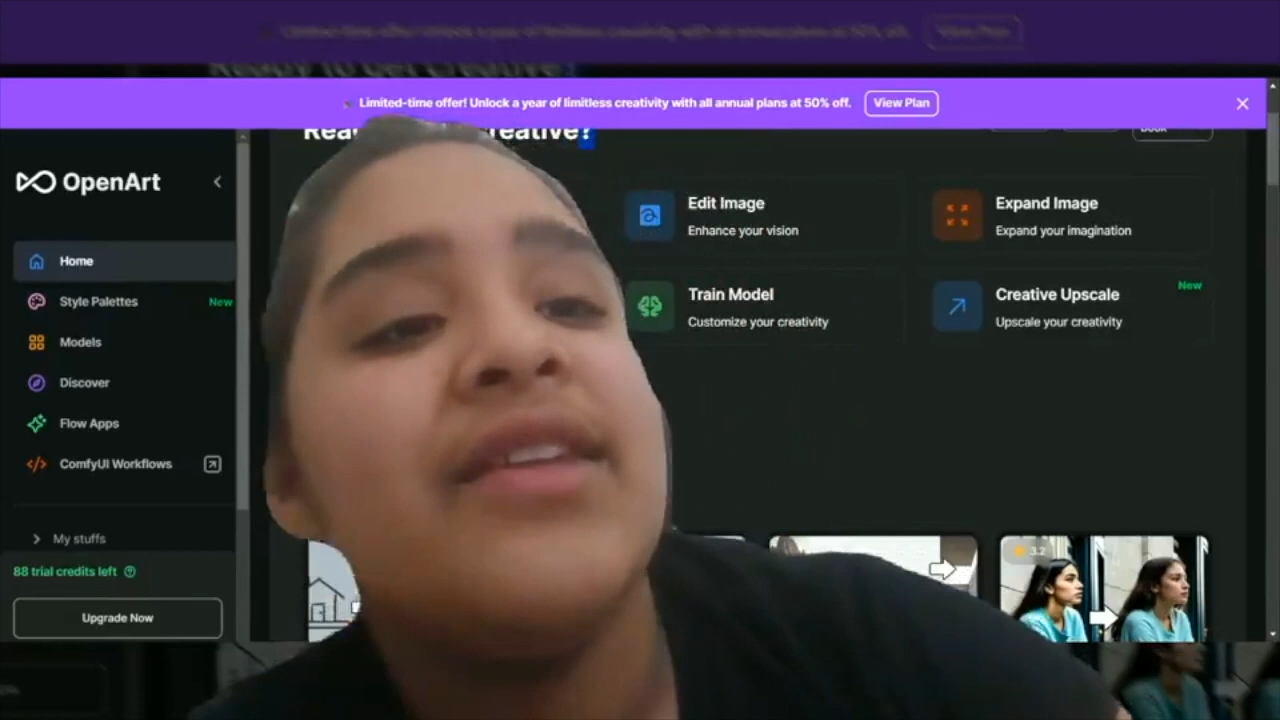 Limited-time offer! Unlock a year of limitless creativity with all annual plans at 50% off.
View Plan
OpenArt
Home
Style Palettes
New
Models
Discover
Flow Apps
ComfyUI Workflows
My stuffs
88 trial credits left
Upgrade Now
Edit Image
Enhance your vision
Expand Image
Expand your imagination
Train Model
Customize your creativity
Creative Upscale
New
Upscale your creativity
3.2